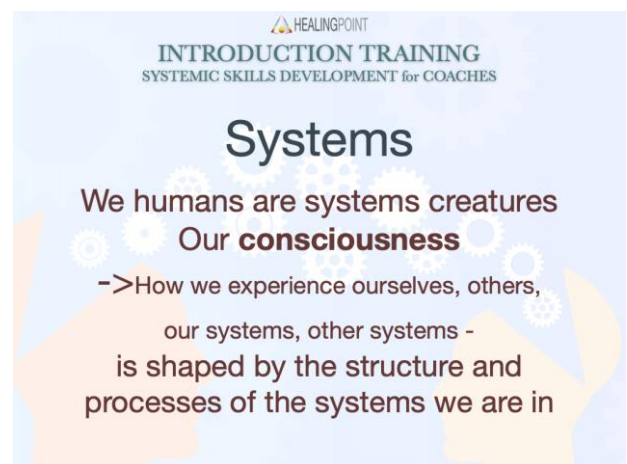 HEALINGPOINT
INTRODUCTION TRAINING
SYSTEMIC SKILLS DEVELOPMENT for COACHES
Systems
We humans are systems creatures
Our consciousness
->How we experience ourselves, others,
our systems, other systems -
is shaped by the structure and
processes of the systems we are in